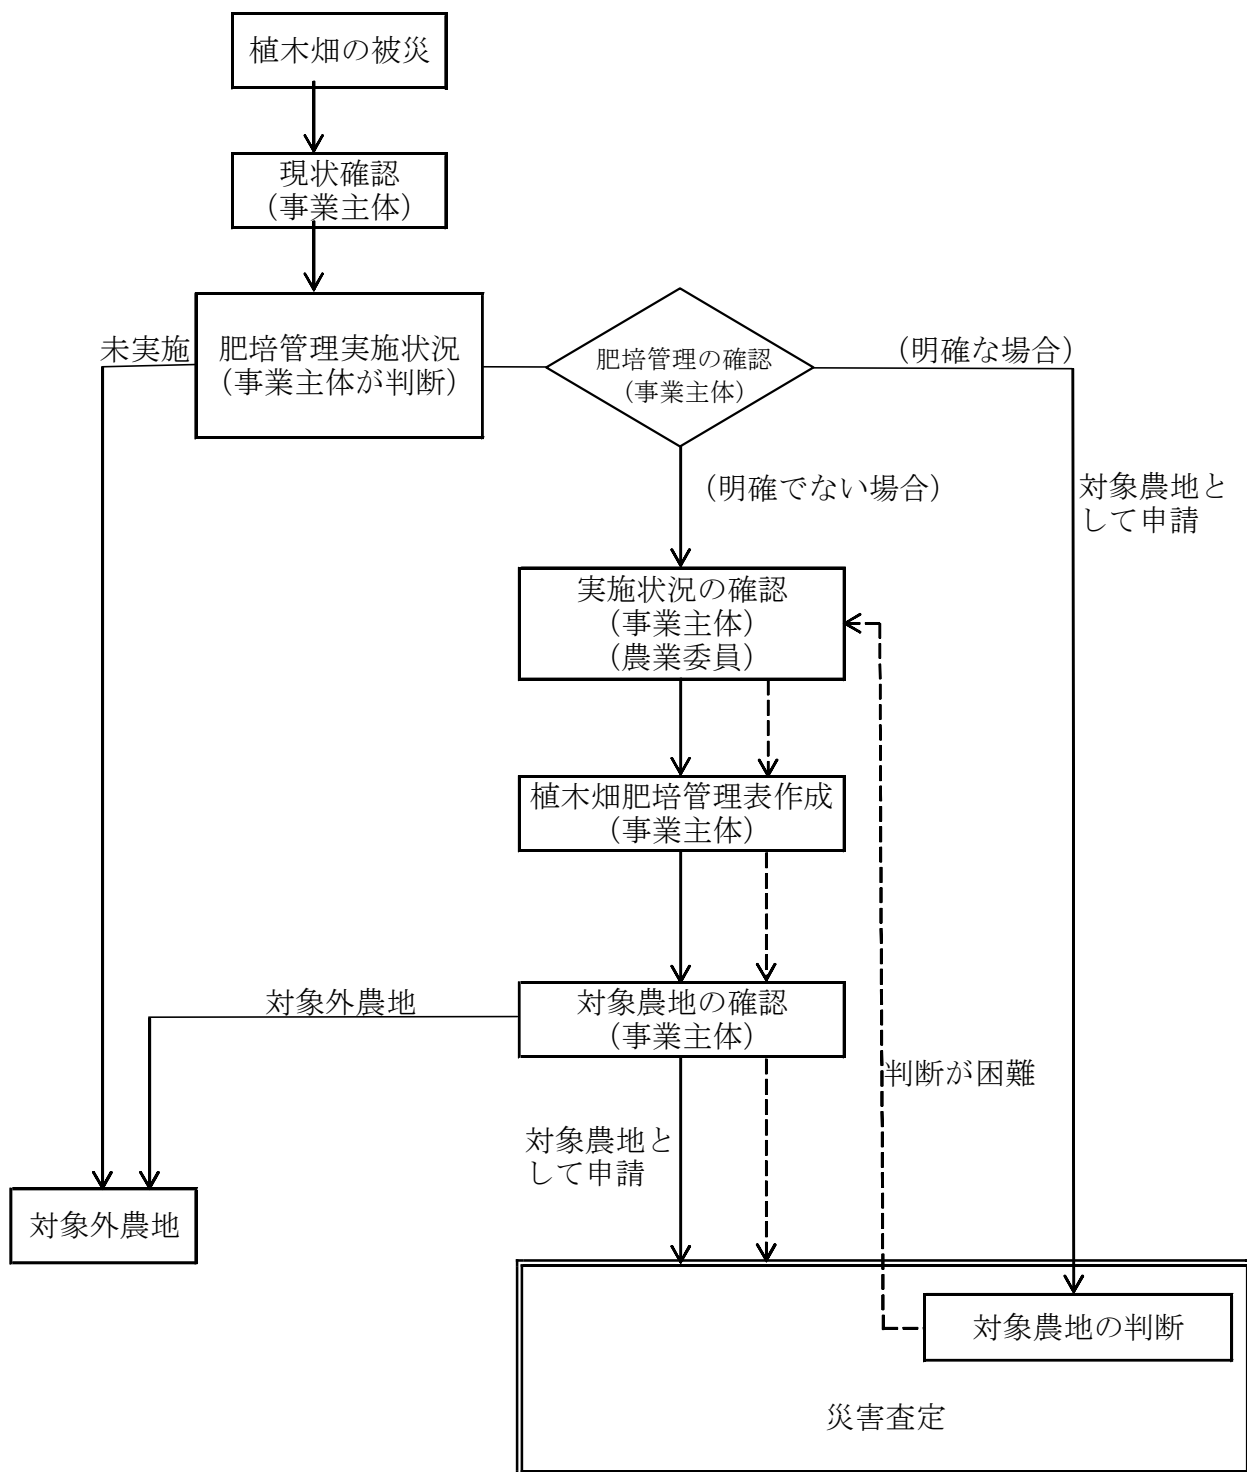 植木畑の被災
現状確認
（事業主体）
未実施
肥培管理実施状況
（事業主体が判断）
肥培管理の確認
（事業主体）
（明確な場合）
（明確でない場合）
対象農地と
して申請
実施状況の確認
（事業主体）
（農業委員）
植木畑肥培管理表作成
（事業主体）
対象外農地
対象農地の確認
（事業主体）
判断が困難
対象農地と
して申請
対象外農地
対象農地の判断
災害査定